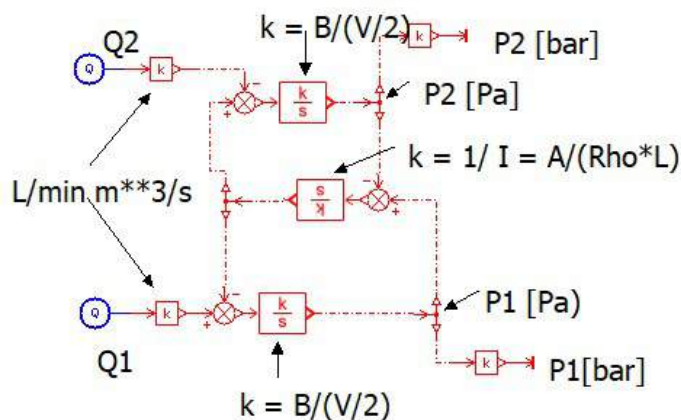 k = B/(V/2)
P2 [bar]
Q2
Q
k
k
k
s
P2 [Pa]
k = 1/ I = A/(Rho*L)
k
s
L/min m**3/s
Q
k
k
s
P1 [Pa)
Q1
k
P1[bar]
k = B/(V/2)